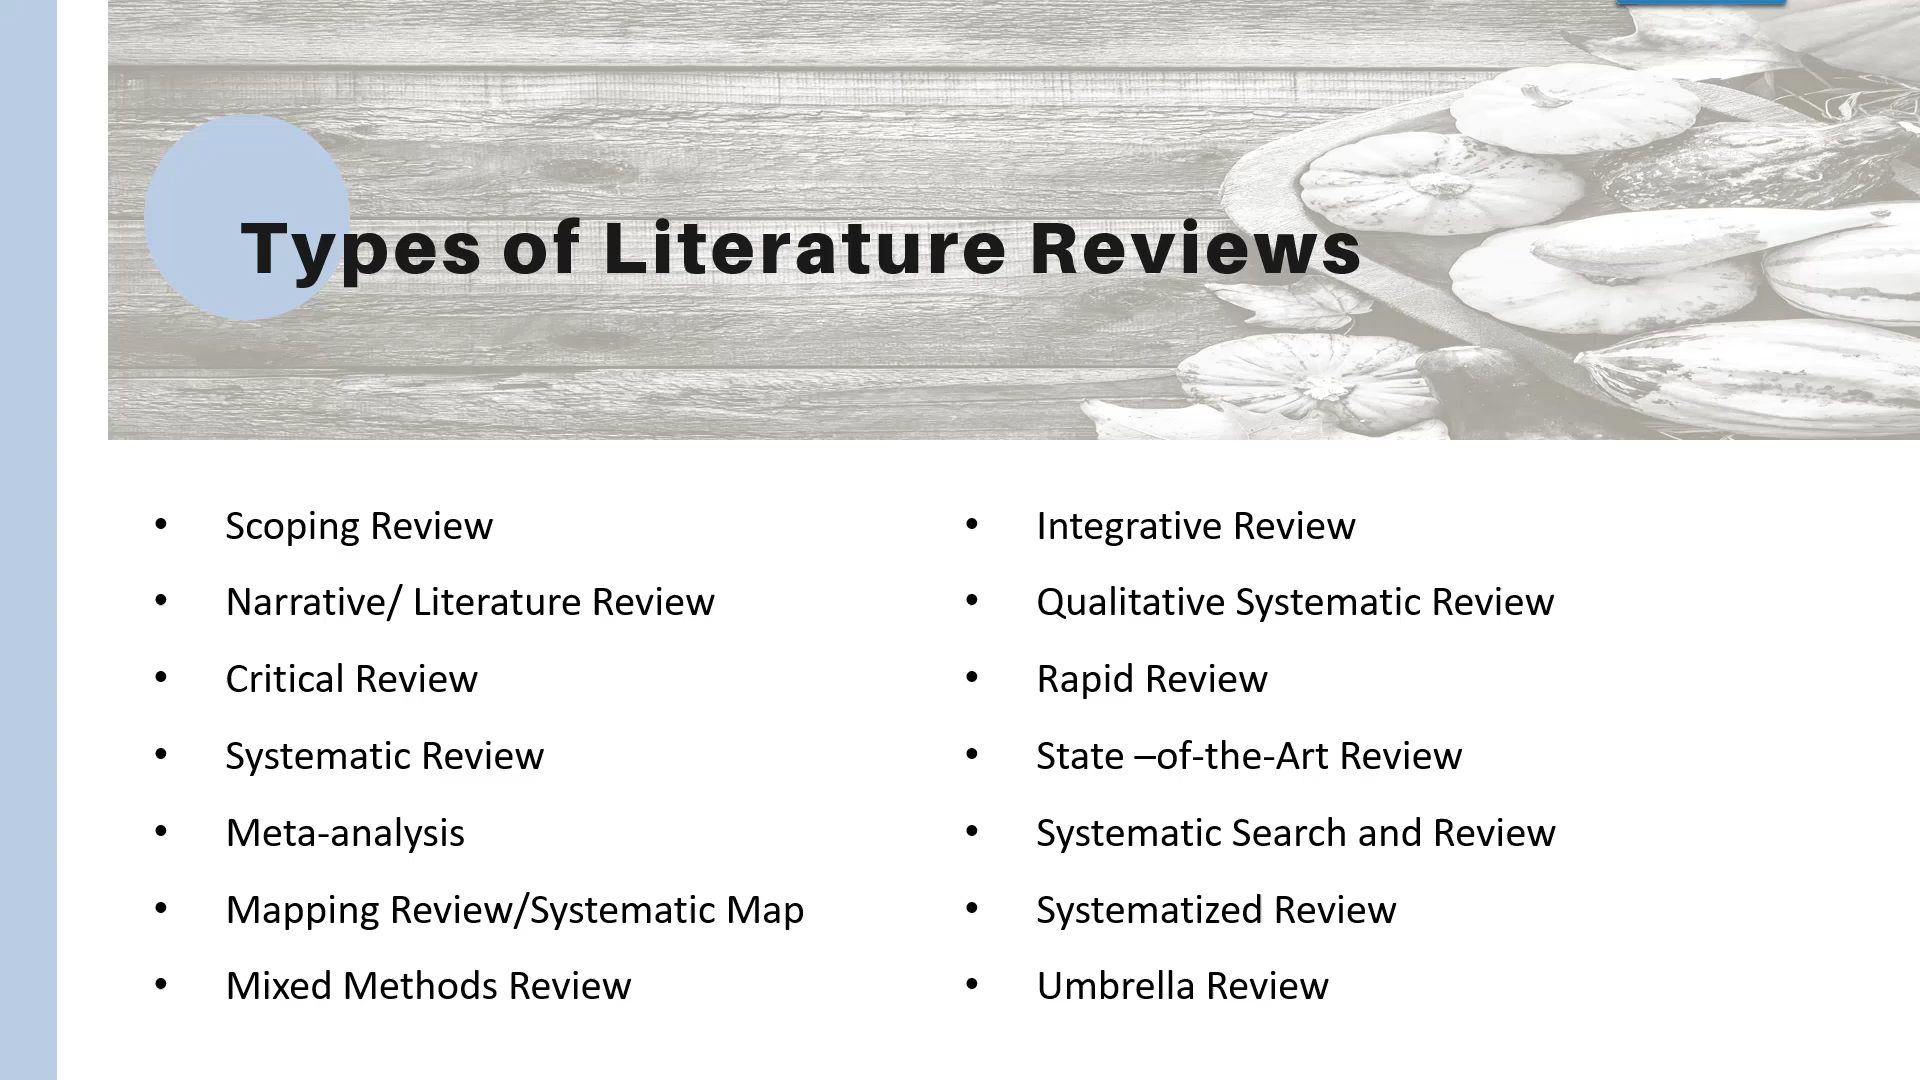 Types of Literature Reviews
• Scoping Review
• Narrative/ Literature Review
• Critical Review
• Systematic Review
• Meta-analysis
• Mapping Review/Systematic Map
• Mixed Methods Review
• Integrative Review
• Qualitative Systematic Review
• Rapid Review
• State –of-the-Art Review
• Systematic Search and Review
• Systematized Review
• Umbrella Review